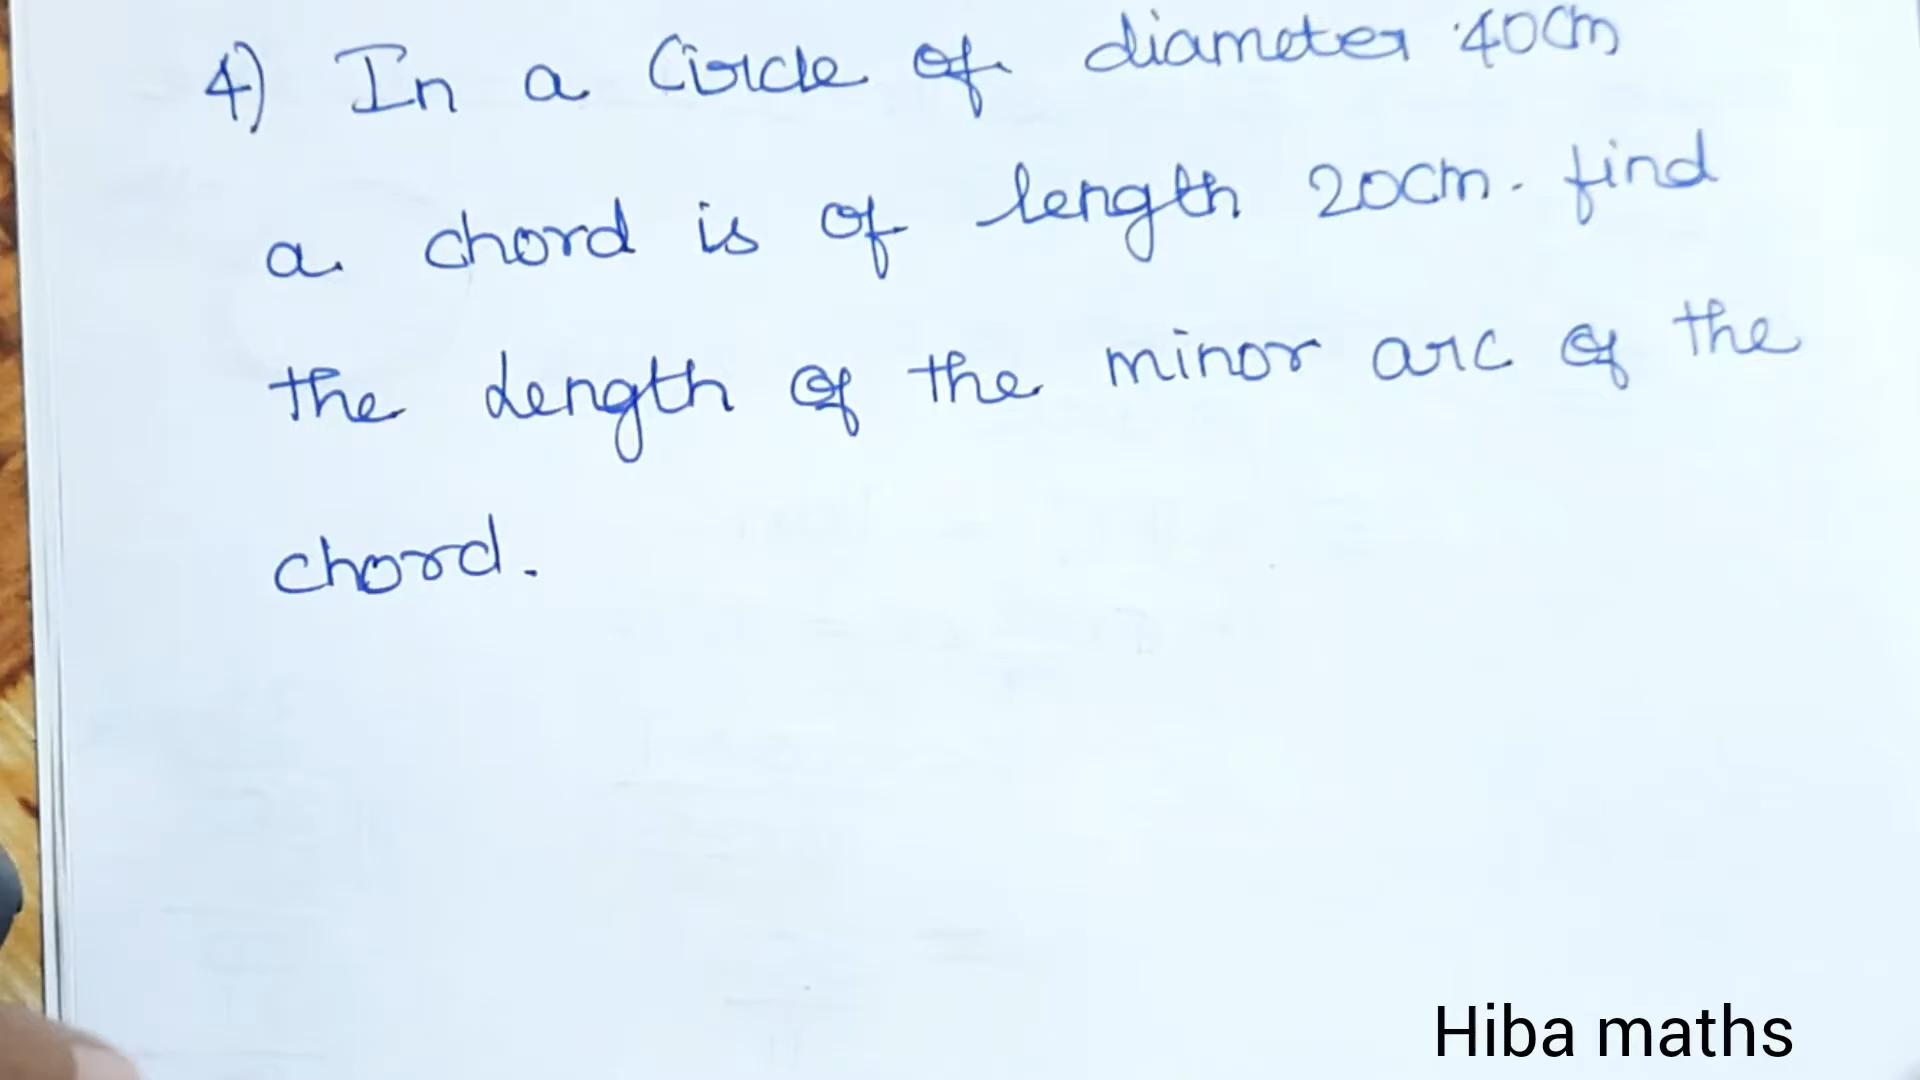 4) In a Circle of diameter 40cm
a chord is of length 20cm. find
the length of the minor arc of the
chord.
Hiba maths